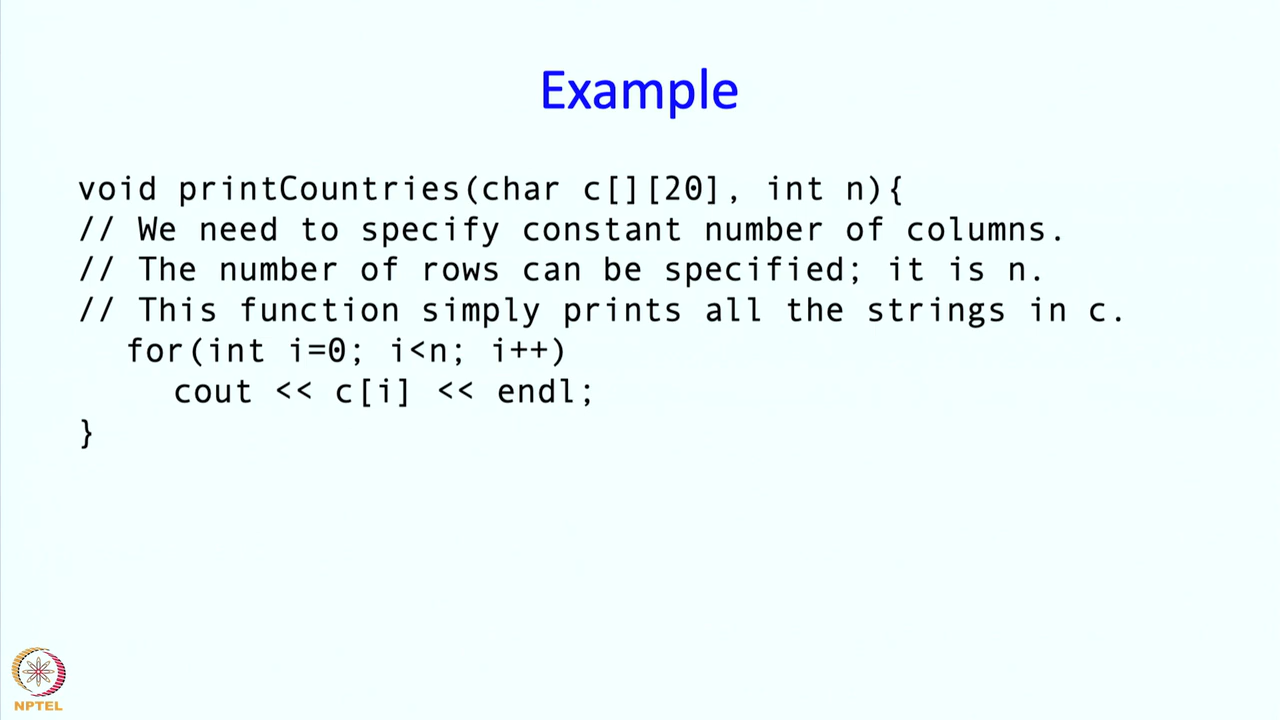 Example
void printCountries(char c[][20], int n){
// We need to specify constant number of columns.
// The number of rows can be specified; it is n.
// This function simply prints all the strings in c.
for(int i=0; i<n; i++)
cout << c[i] << endl;
}
NPTEL